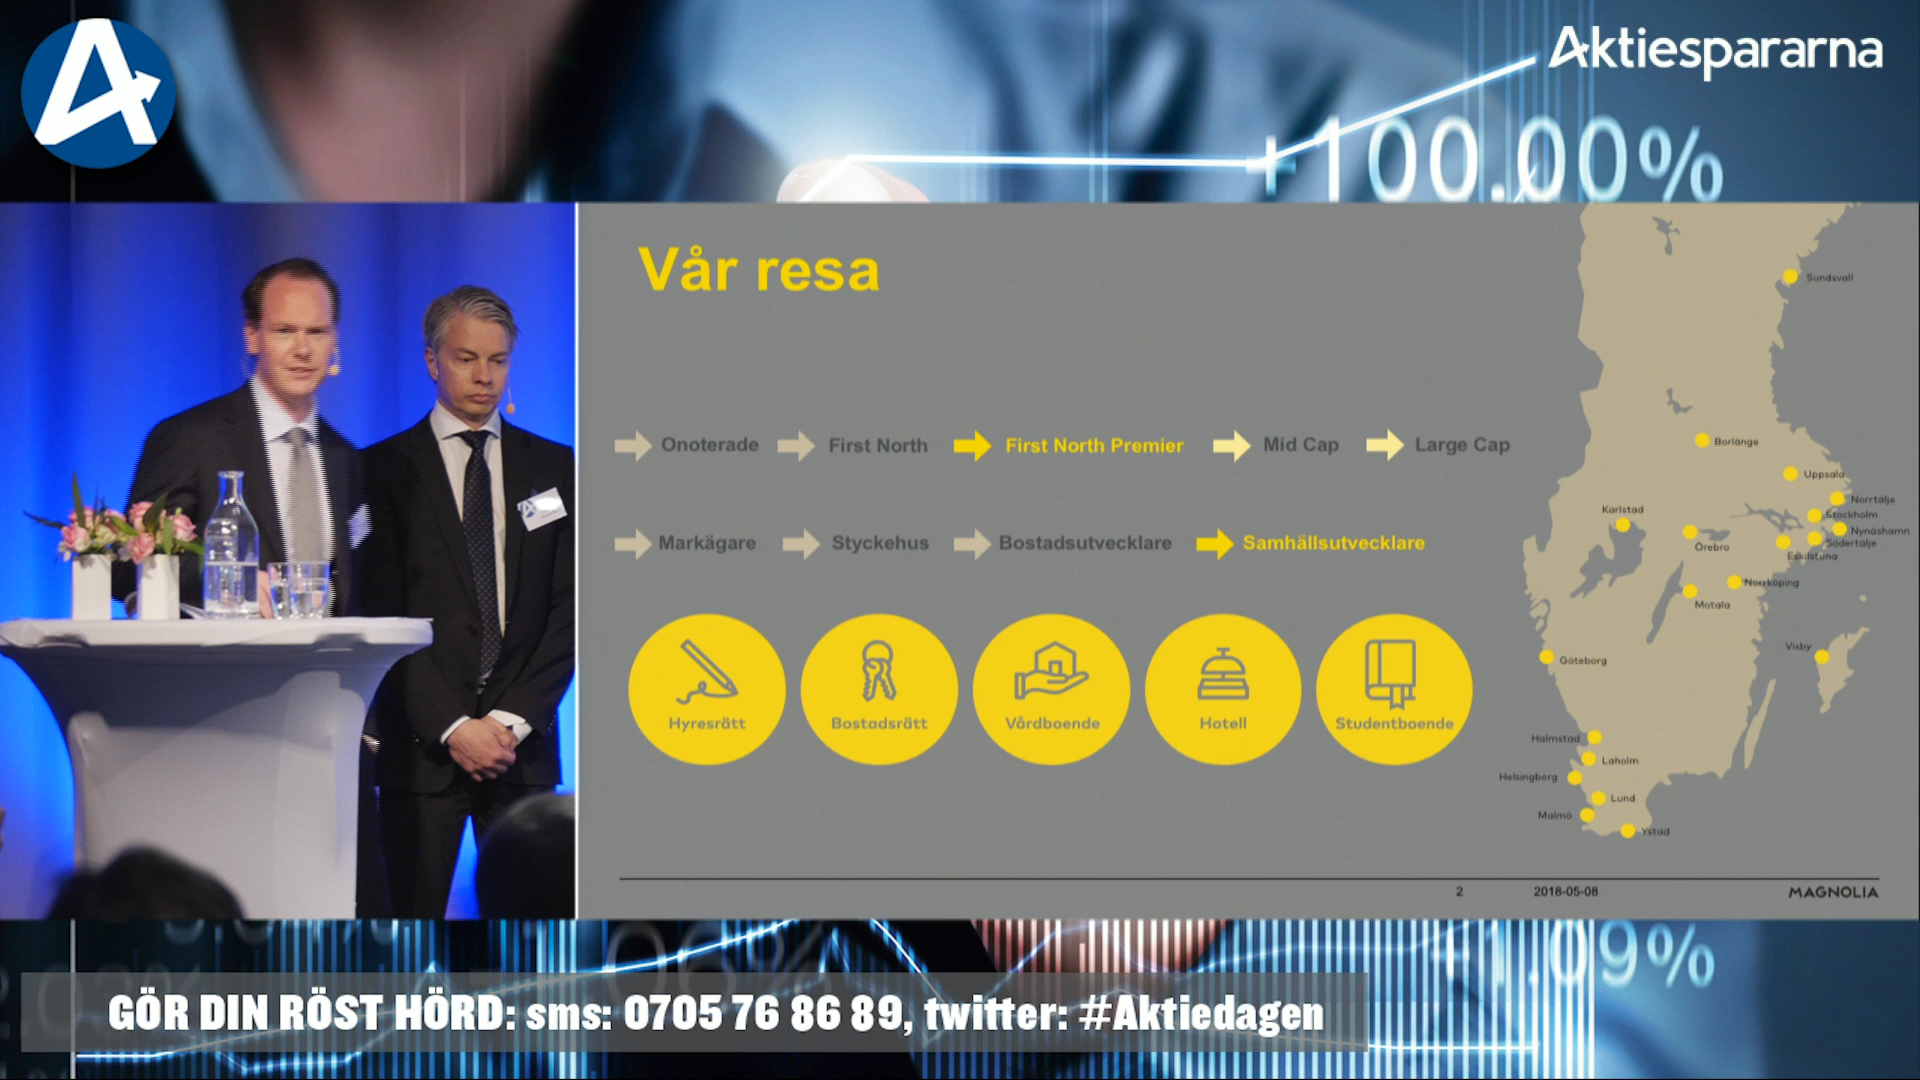 Aktiespararna
+100.00%
Vår resa
Onoterade
First North
First North Premier
Mid Cap
Large Cap
Markägare
Styckehus
Bostadsutvecklare
Samhällsutvecklare
Hyresrätt
Bostadsrätt
Vårdboende
Hotell
Studentboende
Sundsvall
Borlänge
Uppsala
Norrtälje
Karlstad
Stockholm
Nynäshamn
Örebro
Södertälje
Eskilstuna
Norrköping
Motala
Visby
Göteborg
Halmstad
Laholm
Helsingborg
Lund
Malmö
Ystad
2
2018-05-08
MAGNOLIA
1.09%
06%
GÖR DIN RÖST HÖRD: sms: 0705 76 86 89, twitter: #Aktiedagen